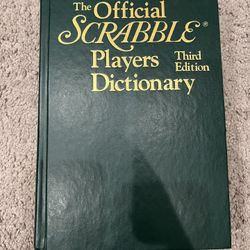 The Official
SCRABBLE®
Players Third
Dictionary Edition